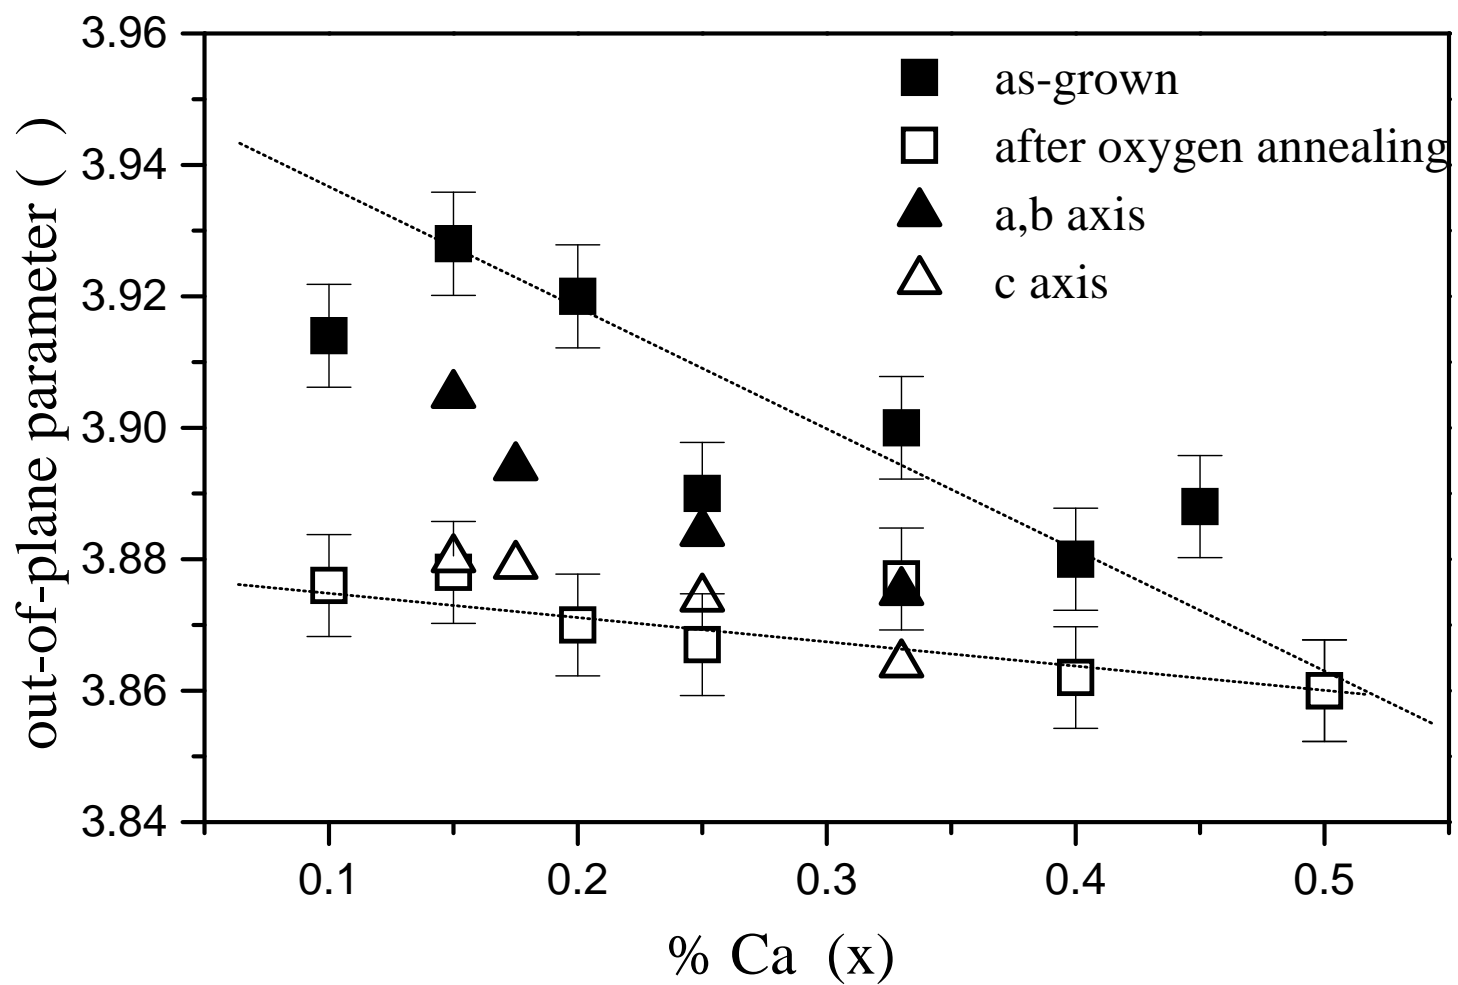 out-of-plane parameter ( )
3.96
3.94
3.92
3.90
3.88
3.86
3.84
as-grown
after oxygen annealing
a,b axis
c axis
0.1 0.2 0.3 0.4 0.5
% Ca (x)